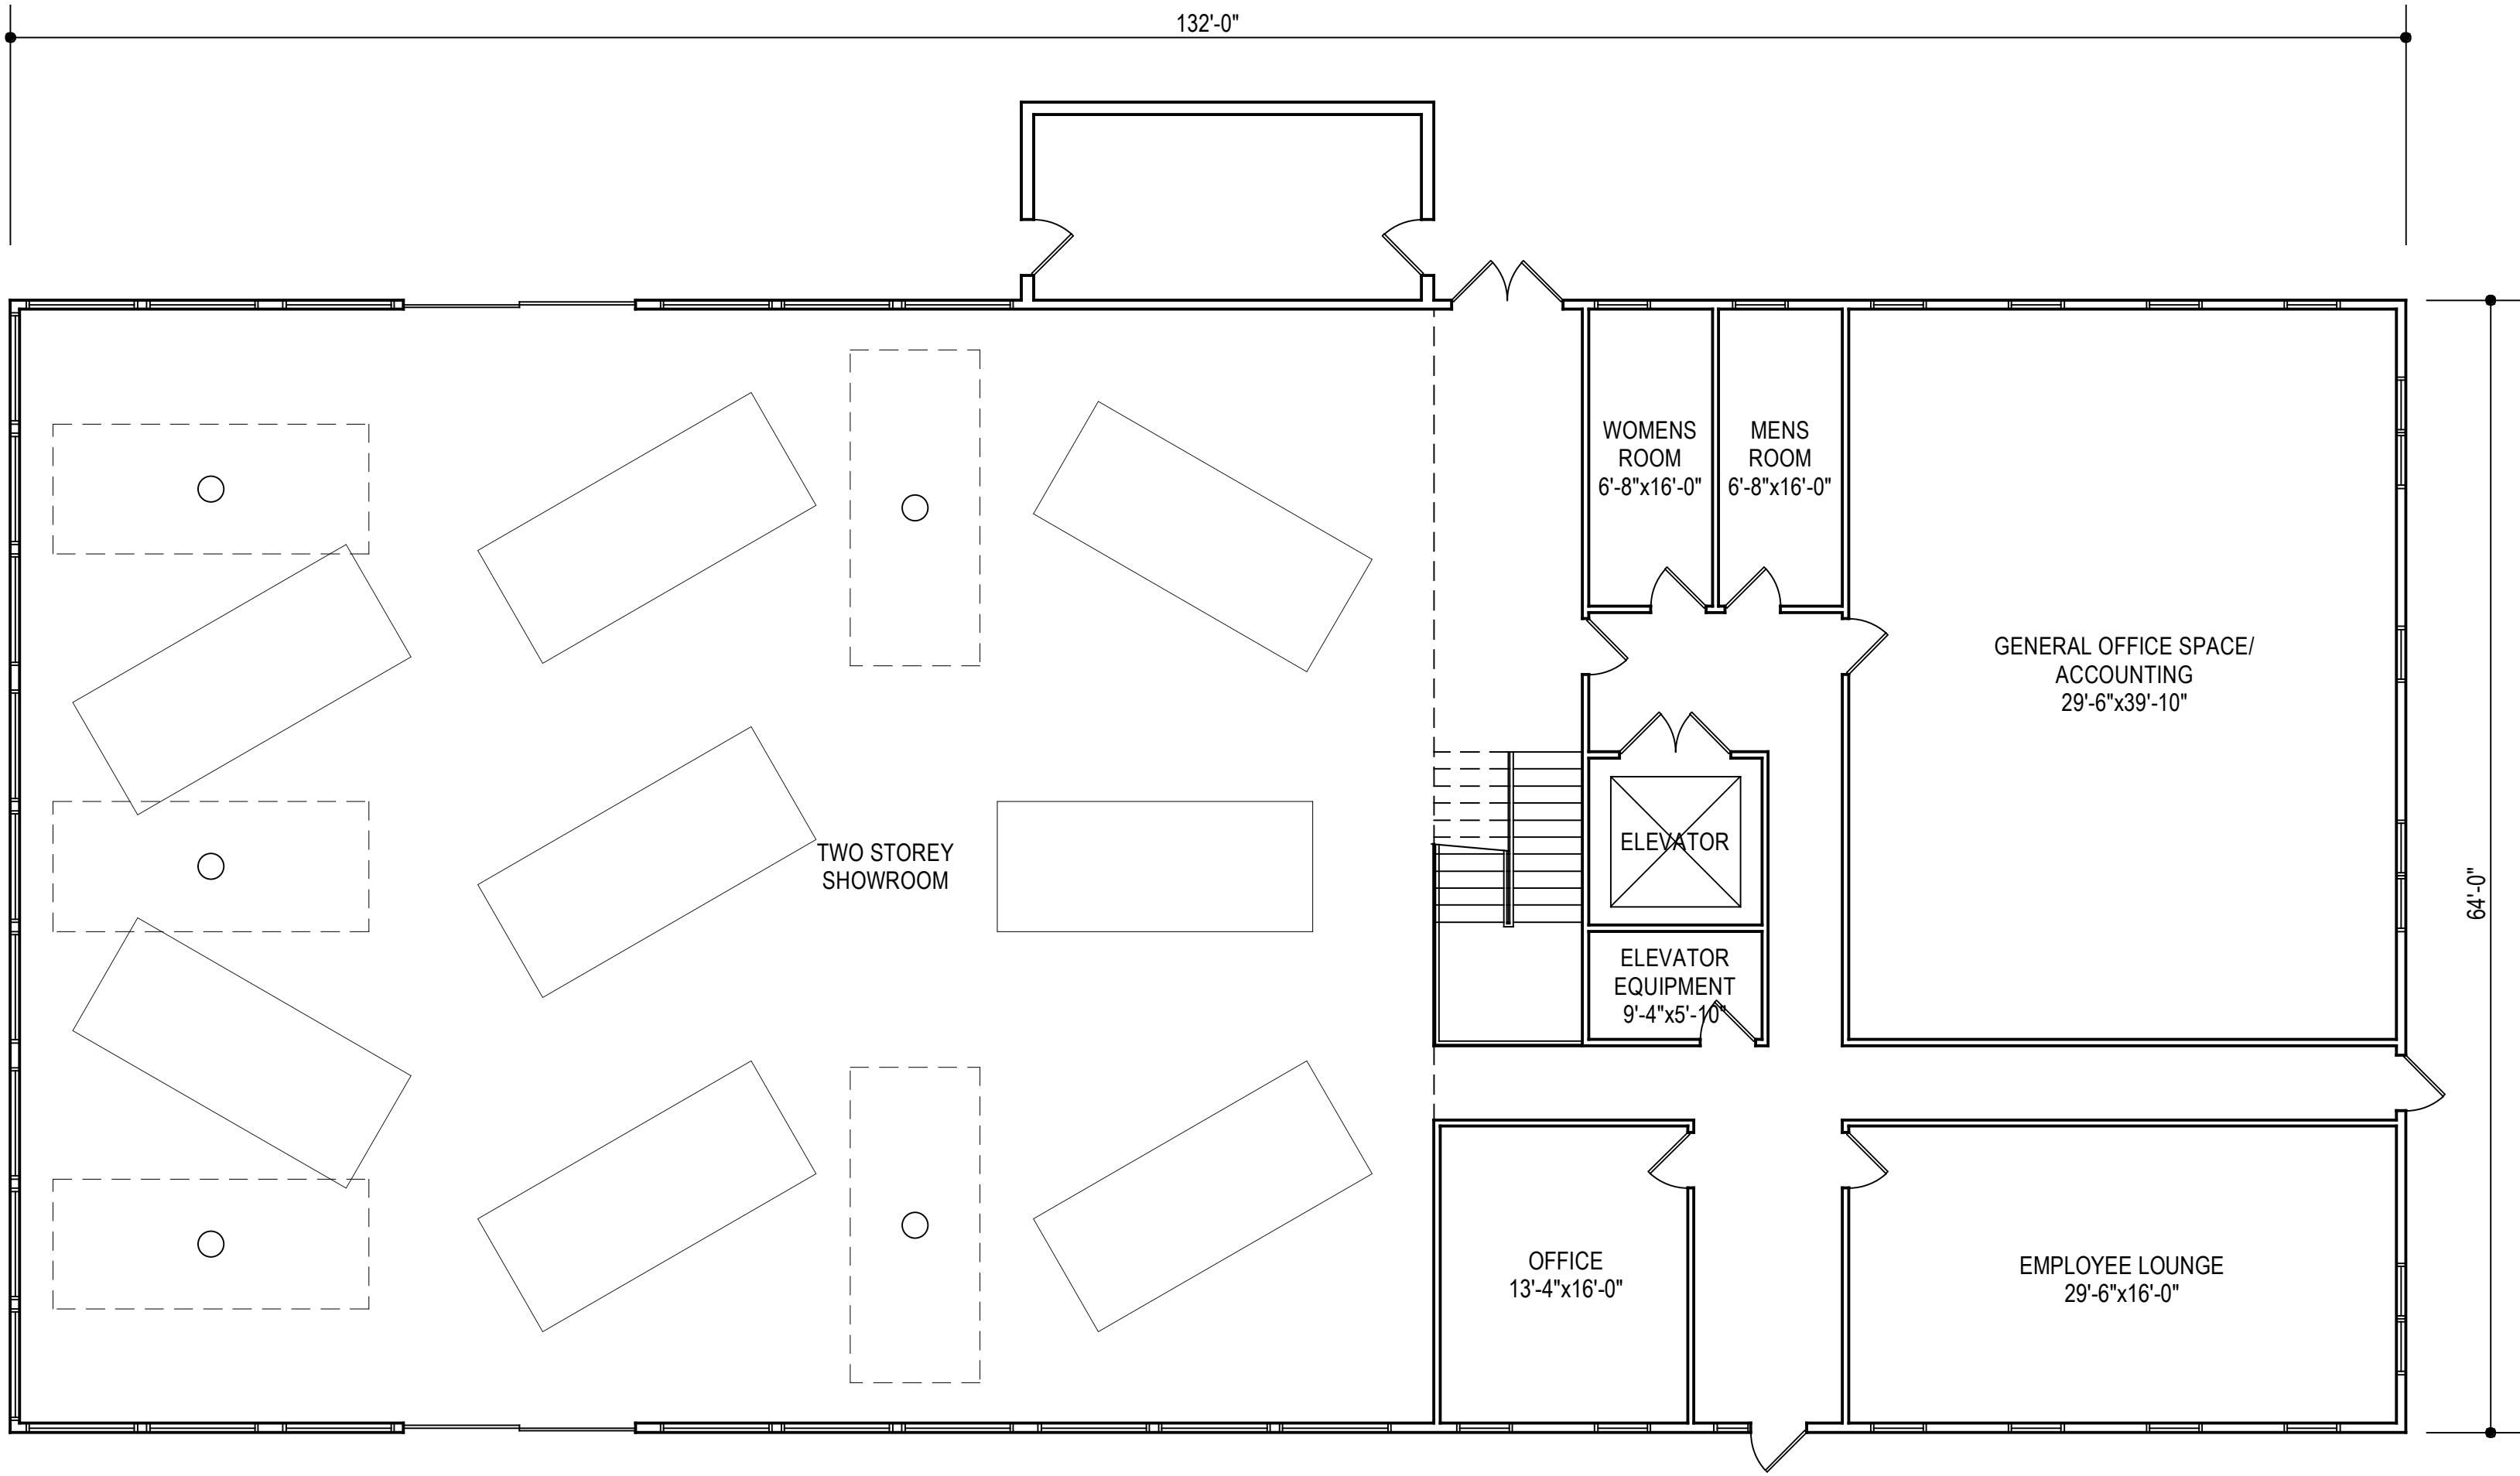 132'-0"
WOMENS
ROOM
6'-8"x16'-0"
MENS
ROOM
6'-8"x16'-0"
GENERAL OFFICE SPACE/
ACCOUNTING
29'-6"x39'-10"
TWO STOREY
SHOWROOM
ELEVATOR
64'-0"
ELEVATOR
EQUIPMENT
9'-4"x5'-10"
OFFICE
13'-4"x16'-0"
EMPLOYEE LOUNGE
29'-6"x16'-0"